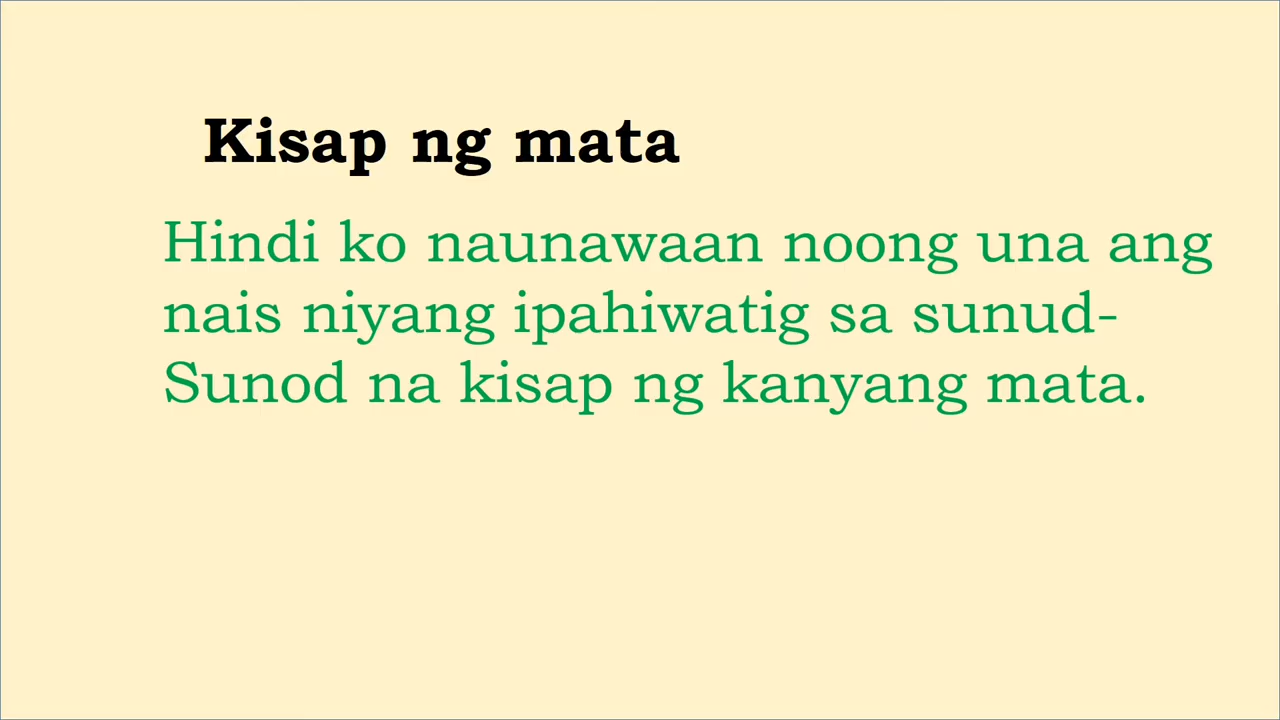 Kisap ng mata
Hindi ko naunawaan noong una ang
nais niyang ipahiwatig sa sunud-
Sunod na kisap ng kanyang mata.